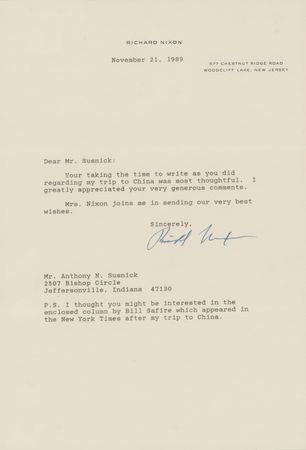 RICHARD NIXON
November 21, 1989
577 CHESTNUT RIDGE ROAD
WOODCLIFF LAKE, NEW JERSEY
Dear Mr. Susnick:
Your taking the time to write as you did
regarding my trip to China was most thoughtful. I
greatly appreciated your very generous comments.
Mrs. Nixon joins me in sending our very best
wishes.
Sincerely,
Richard Nixon
Mr. Anthony N. Susnick
2507 Bishop Circle
Jeffersonville, Indiana 47130
P.S. I thought you might be interested in the
enclosed column by Bill Safire which appeared in
the New York Times after my trip to China.